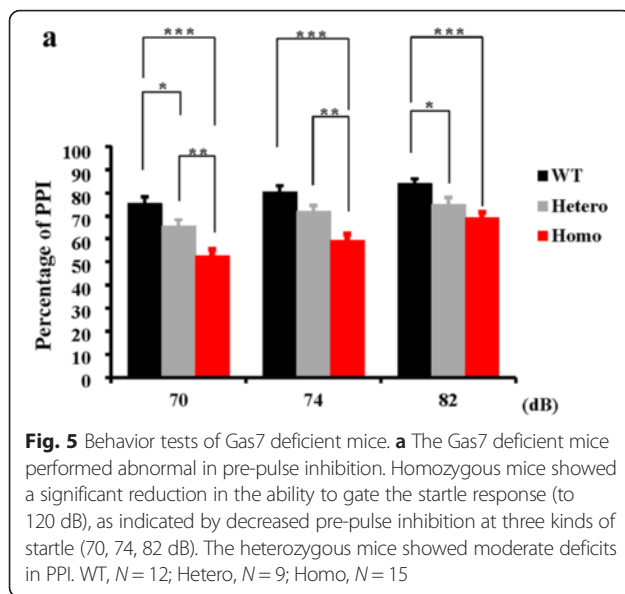 a
*** *** ***
* ** ** *
100
90
80
70
60
50
40
30
20
10
0
Percentage of PPI
WT
Hetero
Homo
70 74 82 (dB)
Fig. 5 Behavior tests of Gas7 deficient mice. a The Gas7 deficient mice
performed abnormal in pre-pulse inhibition. Homozygous mice showed
a significant reduction in the ability to gate the startle response (to
120 dB), as indicated by decreased pre-pulse inhibition at three kinds of
startle (70, 74, 82 dB). The heterozygous mice showed moderate deficits
in PPI. WT, N = 12; Hetero, N = 9; Homo, N = 15